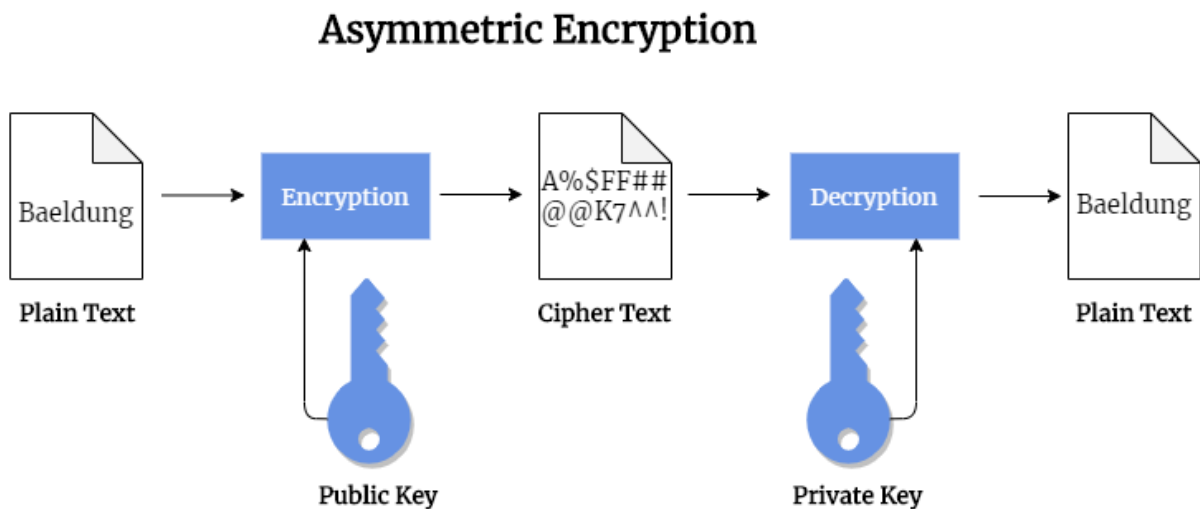 Asymmetric Encryption
Baeldung
Plain Text
Encryption
Public Key
A%$FF##
@@K7^^!
Cipher Text
Decryption
Private Key
Baeldung
Plain Text